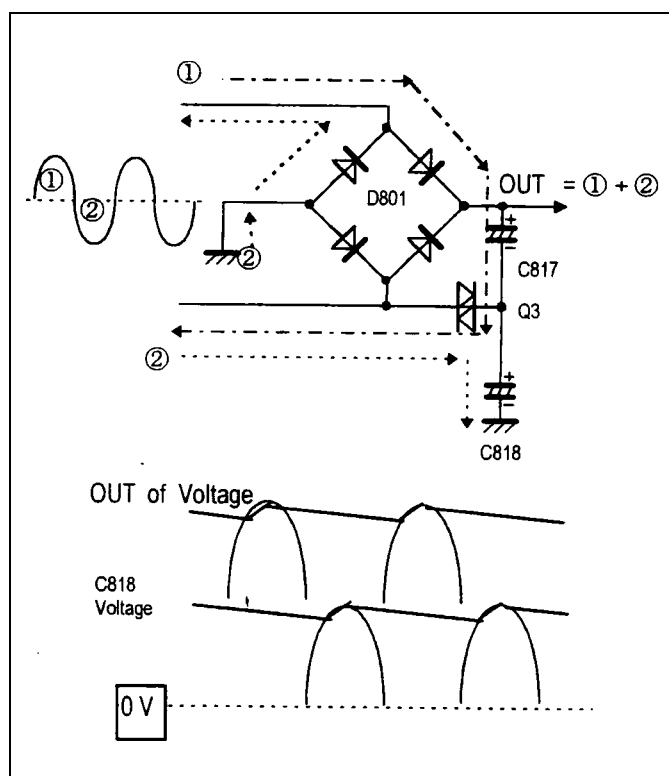 ①
OUT = ① + ②
D801
①
②
②
C817
Q3
②
C818
+
−
+
−
OUT of Voltage
C818
Voltage
0 V